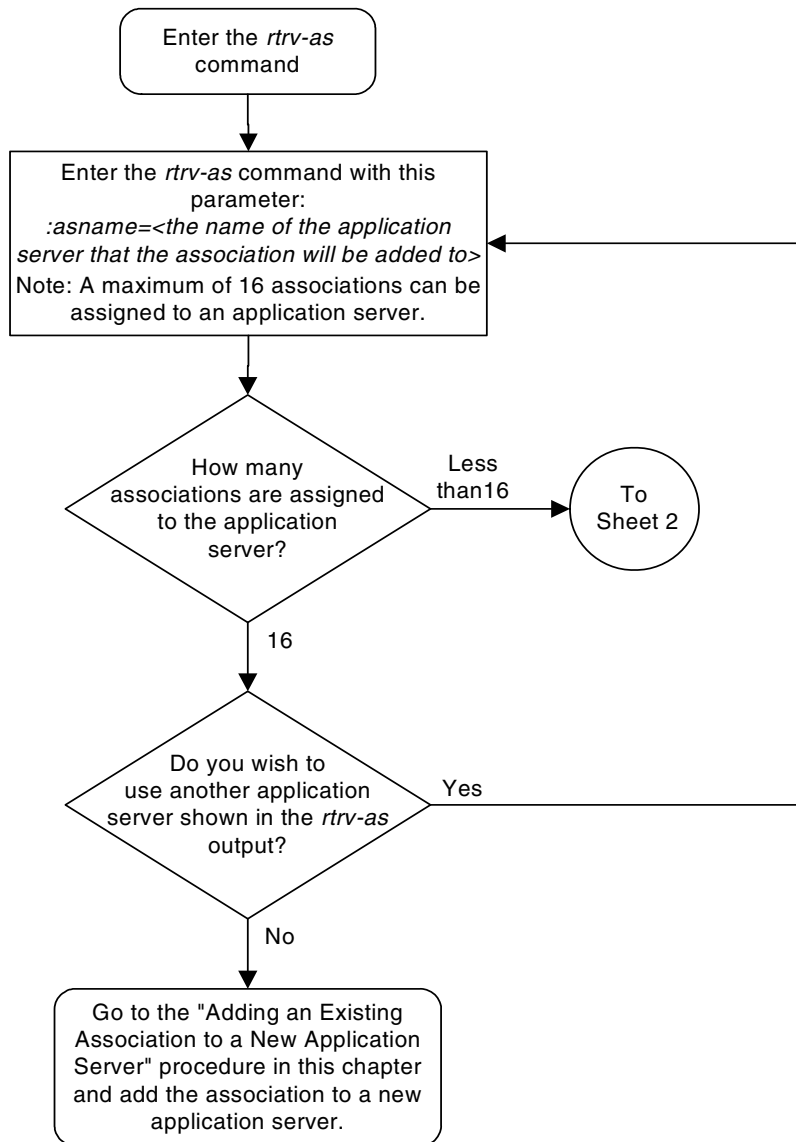 Enter the rtrv-as
command
Enter the rtrv-as command with this
parameter:
:asname=<the name of the application
server that the association will be added to>
Note: A maximum of 16 associations can be
assigned to an application server.
How many
associations are assigned
to the application
server?
Less
than16
To
Sheet 2
16
Do you wish to
use another application
server shown in the rtrv-as
output?
Yes
No
Go to the "Adding an Existing
Association to a New Application
Server" procedure in this chapter
and add the association to a new
application server.